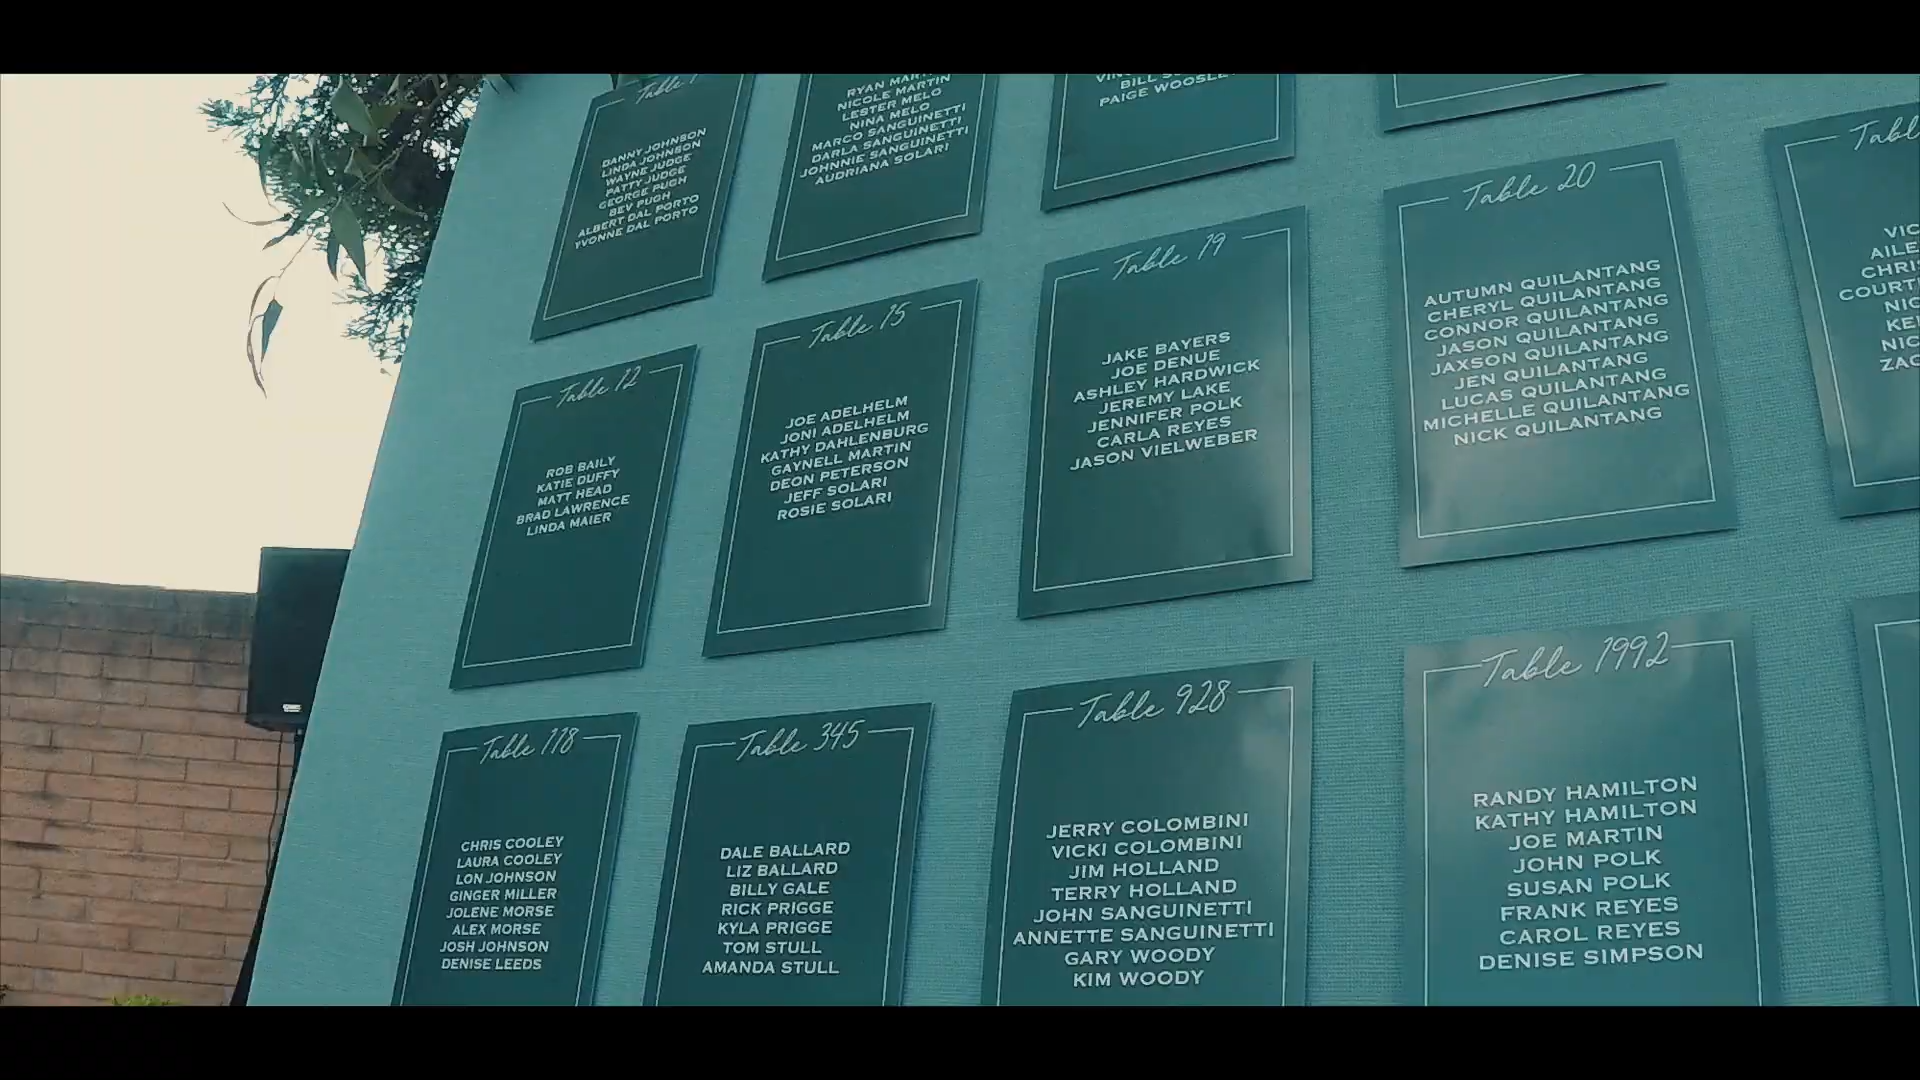 Table
DANNY JOHNSON
LINDA JOHNSON
WAYNE JUDGE
PATTY JUDGE
GEORGE PUGH
BEV PUGH
ALBERT DAL PORTO
YVONNE DAL PORTO
RYAN
NICOLE MARTIN
LESTER MELO
NINA MELO
MARCO SANGUINETTI
DARLA SANGUINETTI
JOHNNIE SANGUINETTI
AUDRIANA SOLARI
BILL
PAIGE
Table 12
ROB BAILY
KATIE DUFFY
MATT HEAD
BRAD LAWRENCE
LINDA MAIER
Table 15
JOE ADELHELM
JONI ADELHELM
KATHY DAHLENBURG
GAYNELL MARTIN
DEON PETERSON
JEFF SOLARI
ROSIE SOLARI
Table 19
JAKE BAYERS
JOE DENUE
ASHLEY HARDWICK
JEREMY LAKE
JENNIFER POLK
CARLA REYES
JASON VIELWEBER
Table 20
AUTUMN QUILANTANG
CHERYL QUILANTANG
CONNOR QUILANTANG
JASON QUILANTANG
JAXSON QUILANTANG
JEN QUILANTANG
LUCAS QUILANTANG
MICHELLE QUILANTANG
NICK QUILANTANG
Table 118
CHRIS COOLEY
LAURA COOLEY
LON JOHNSON
GINGER MILLER
JOLENE MORSE
ALEX MORSE
JOSH JOHNSON
DENISE LEEDS
Table 345
DALE BALLARD
LIZ BALLARD
BILLY GALE
RICK PRIGGE
KYLA PRIGGE
TOM STULL
AMANDA STULL
Table 928
JERRY COLOMBINI
VICKI COLOMBINI
JIM HOLLAND
TERRY HOLLAND
JOHN SANGUINETTI
ANNETTE SANGUINETTI
GARY WOODY
KIM WOODY
Table 1992
RANDY HAMILTON
KATHY HAMILTON
JOE MARTIN
JOHN POLK
SUSAN POLK
FRANK REYES
CAROL REYES
DENISE SIMPSON